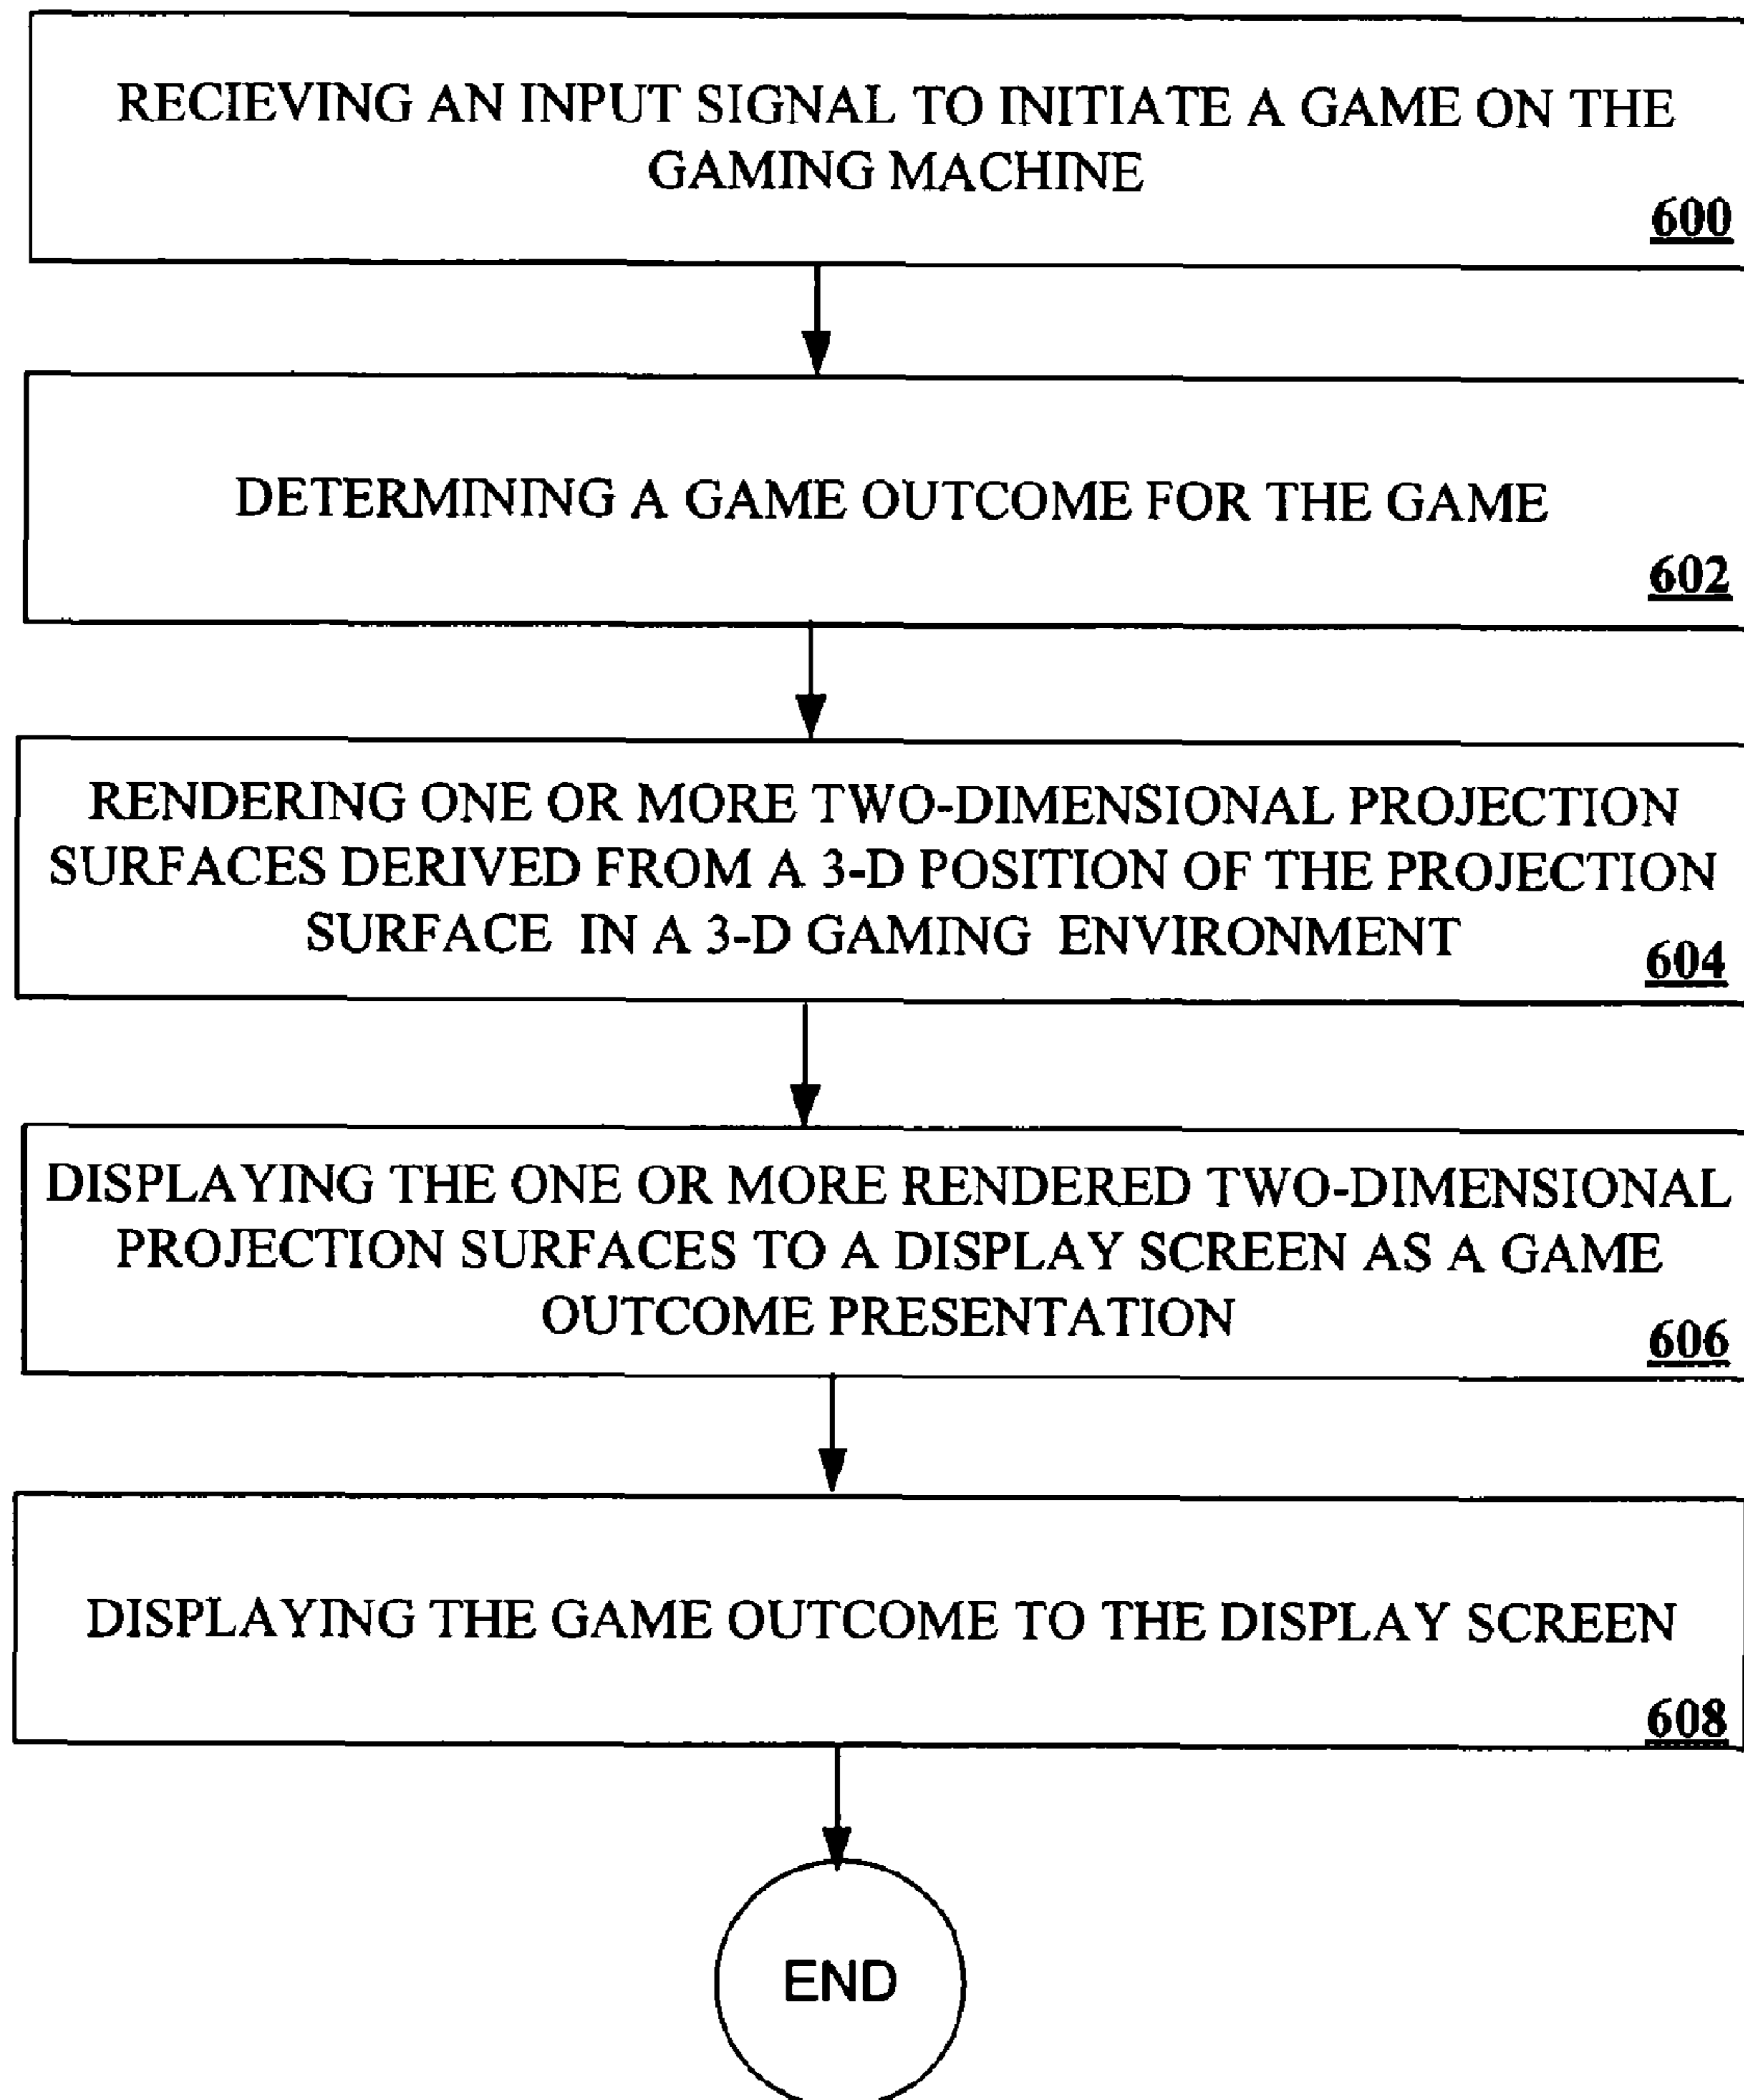 RECIEVING AN INPUT SIGNAL TO INITIATE A GAME ON THE
GAMING MACHINE
600
DETERMINING A GAME OUTCOME FOR THE GAME
602
RENDERING ONE OR MORE TWO-DIMENSIONAL PROJECTION
SURFACES DERIVED FROM A 3-D POSITION OF THE PROJECTION
SURFACE IN A 3-D GAMING ENVIRONMENT
604
DISPLAYING THE ONE OR MORE RENDERED TWO-DIMENSIONAL
PROJECTION SURFACES TO A DISPLAY SCREEN AS A GAME
OUTCOME PRESENTATION
606
DISPLAYING THE GAME OUTCOME TO THE DISPLAY SCREEN
608
END